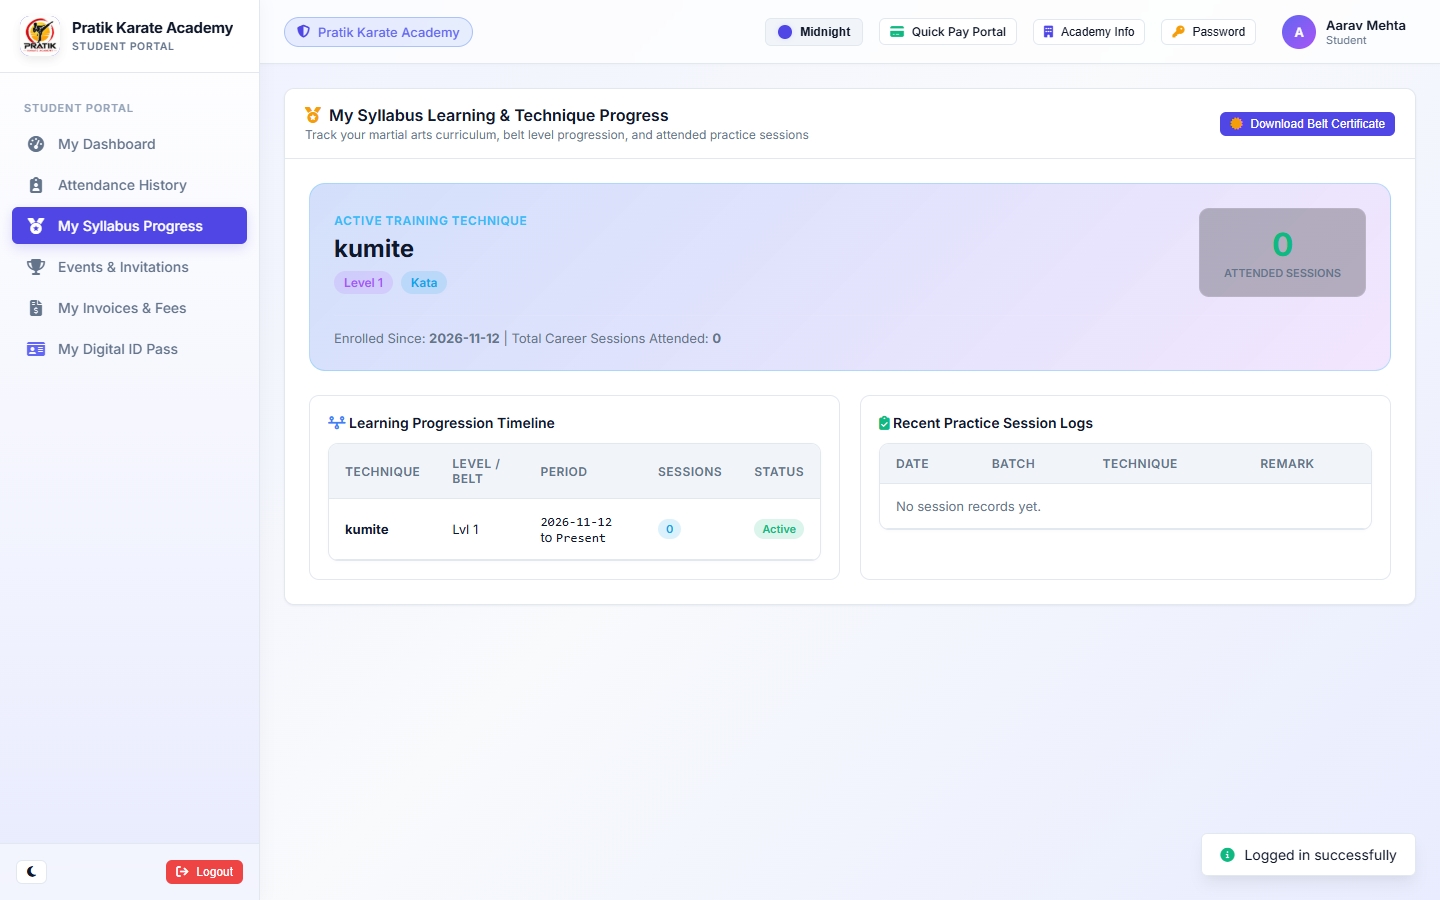 PRATIK
Pratik Karate Academy
STUDENT PORTAL
Pratik Karate Academy
Midnight
Quick Pay Portal
Academy Info
Password
A
Aarav Mehta
Student
STUDENT PORTAL
My Dashboard
Attendance History
My Syllabus Progress
Events & Invitations
My Invoices & Fees
My Digital ID Pass
Logout
My Syllabus Learning & Technique Progress
Track your martial arts curriculum, belt level progression, and attended practice sessions
Download Belt Certificate
ACTIVE TRAINING TECHNIQUE
kumite
Level 1 Kata
Enrolled Since: 2026-11-12 | Total Career Sessions Attended: 0
0
ATTENDED SESSIONS
Learning Progression Timeline
TECHNIQUE LEVEL / BELT PERIOD SESSIONS STATUS
kumite Lvl 1 2026-11-12 to Present 0 Active
Recent Practice Session Logs
DATE BATCH TECHNIQUE REMARK
No session records yet.
Logged in successfully